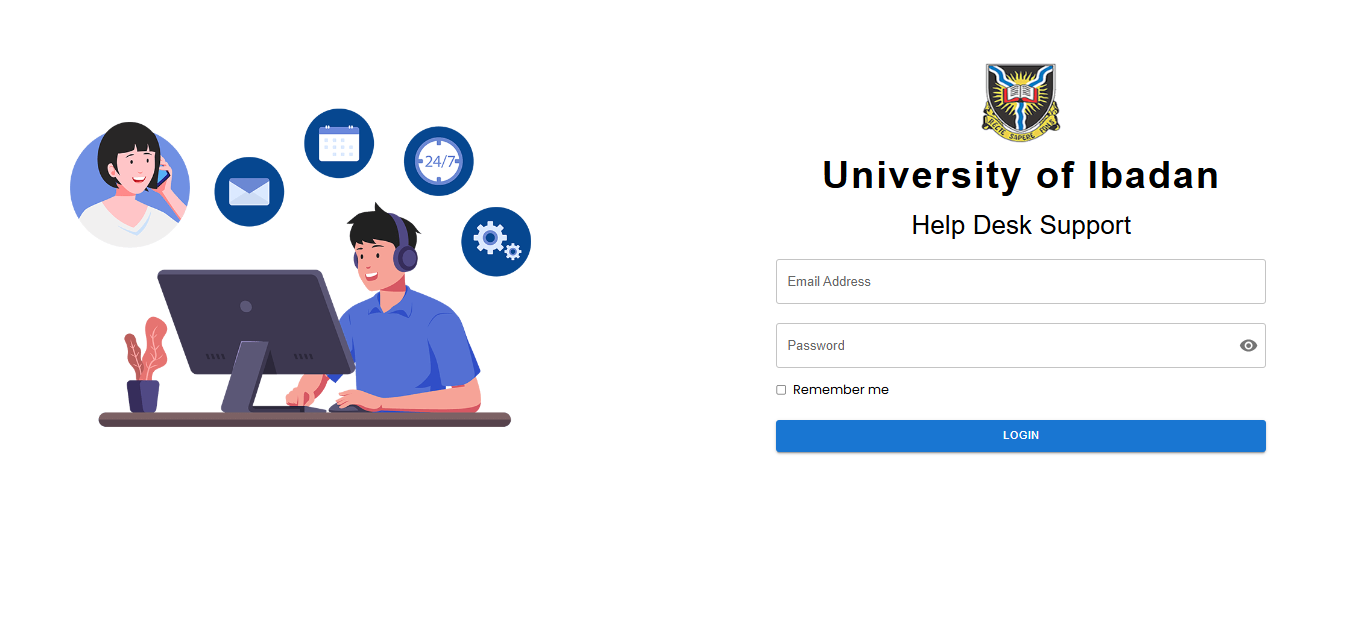 RECTE SAPERE FONS
24/7
University of Ibadan
Help Desk Support
Email Address
Password
Remember me
LOGIN